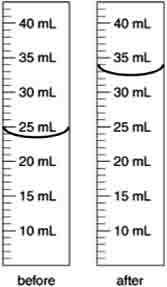 40 mL 40 mL
35 mL 35 mL
30 mL 30 mL
25 mL 25 mL
20 mL 20 mL
15 mL 15 mL
10 mL 10 mL
before after